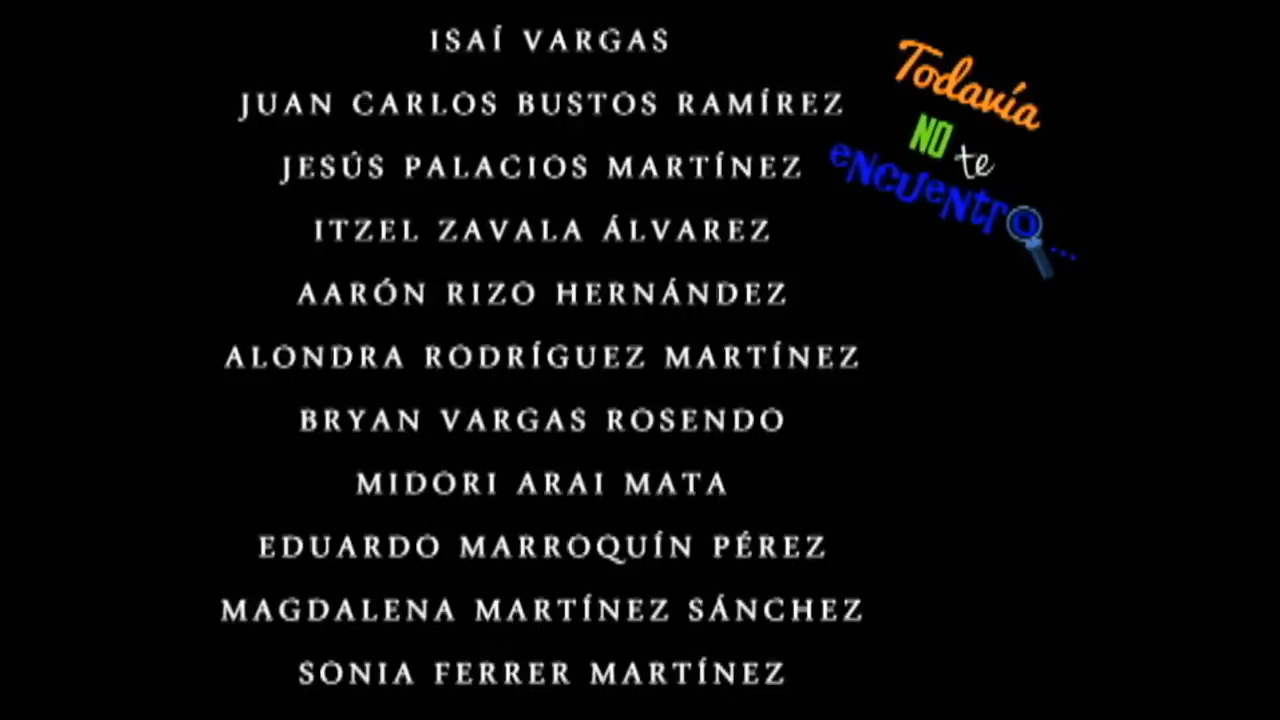 ISAÍ VARGAS
JUAN CARLOS BUSTOS RAMÍREZ
JESÚS PALACIOS MARTÍNEZ
ITZEL ZAVALA ÁLVAREZ
AARÓN RIZO HERNÁNDEZ
ALONDRA RODRÍGUEZ MARTÍNEZ
BRYAN VARGAS ROSENDO
MIDORI ARAI MATA
EDUARDO MARROQUÍN PÉREZ
MAGDALENA MARTÍNEZ SÁNCHEZ
SONIA FERRER MARTÍNEZ
Todavía
NO te
eNCUeNtrO...